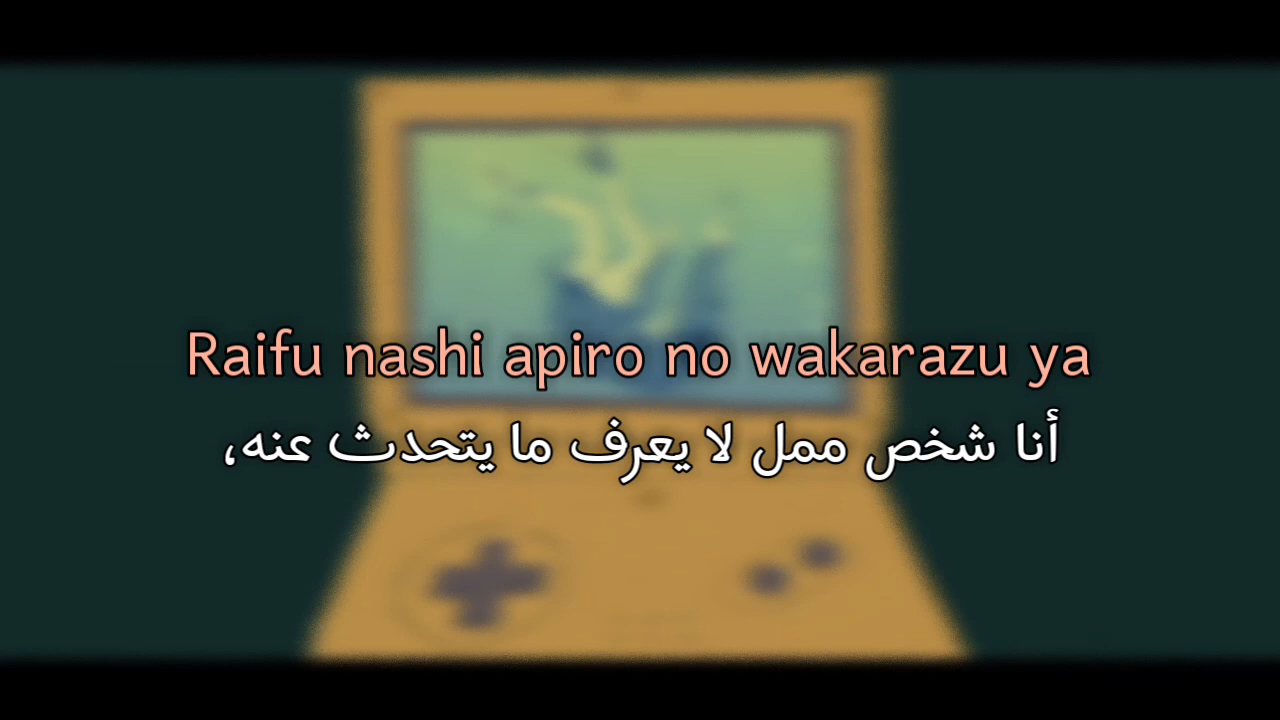 Raifu nashi apiro no wakarazu ya
أنا شخص ممل لا يعرف ما يتحدث عنه،